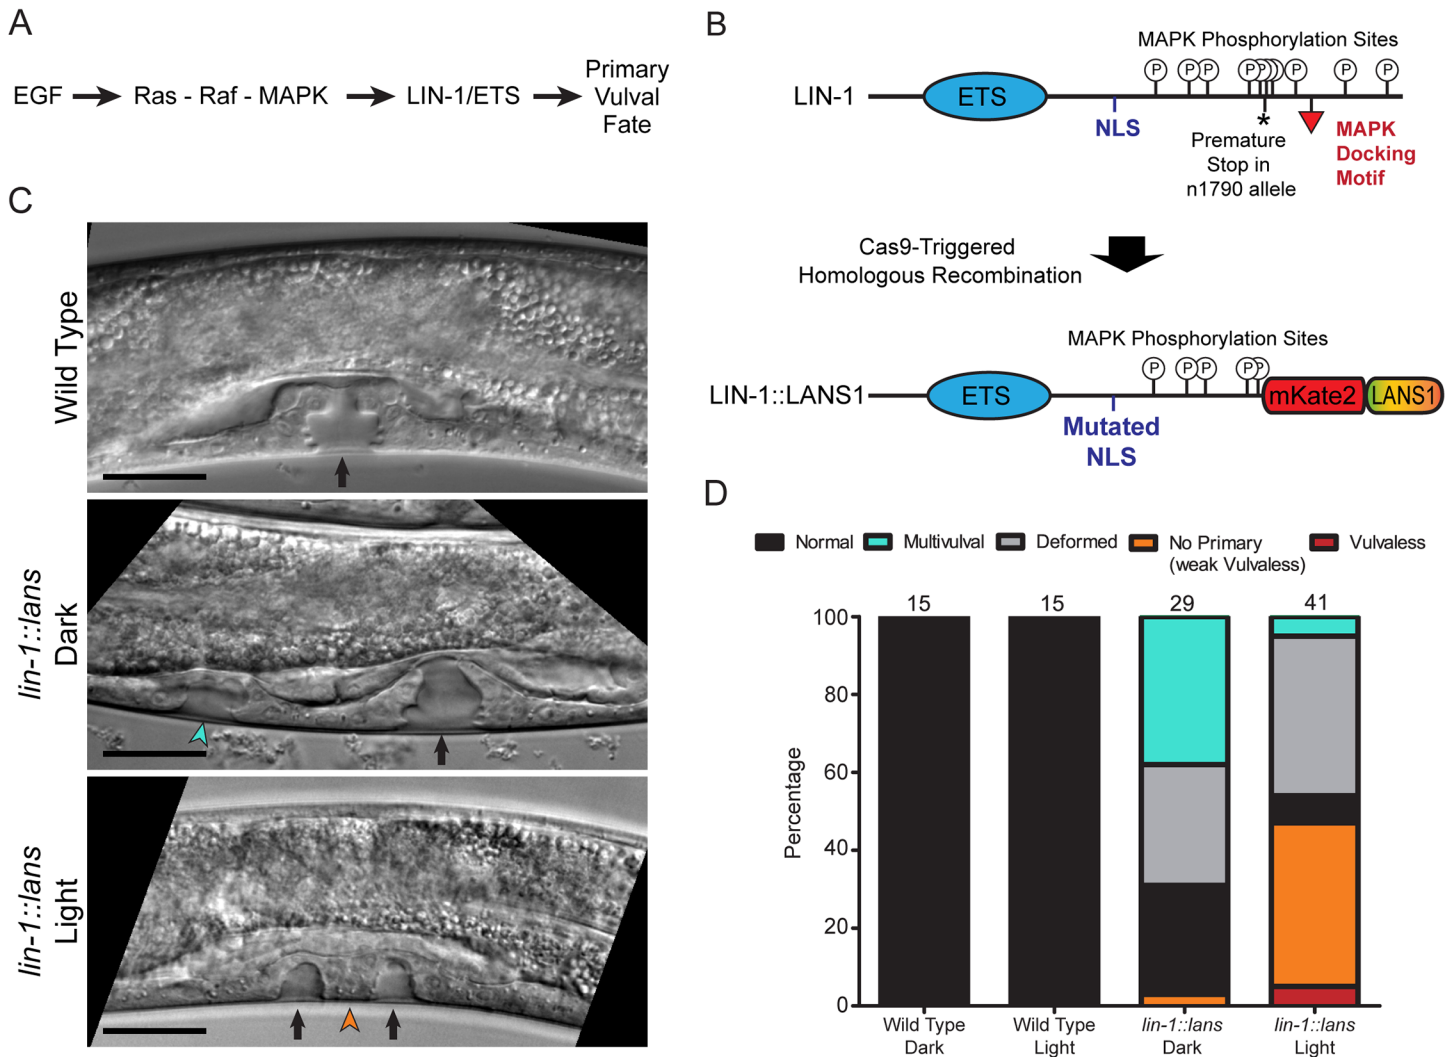 A
EGF
Ras - Raf - MAPK
LIN-1/ETS
Primary
Vulval
Fate
B
MAPK Phosphorylation Sites
P P P P P P P
LIN-1
ETS
NLS
*
Premature
Stop in
n1790 allele
MAPK
Docking
Motif
Cas9-Triggered
Homologous Recombination
MAPK Phosphorylation Sites
P P P P P
LIN-1::LANS1
ETS
mKate2
LANS1
Mutated
NLS
C
Wild Type
lin-1::lans
Dark
lin-1::lans
Light
D
Normal
Multivulval
Deformed
No Primary
(weak Vulvaless)
Vulvaless
15
15
29
41
Percentage
100
80
60
40
20
0
Wild Type
Dark
Wild Type
Light
lin-1::lans
Dark
lin-1::lans
Light